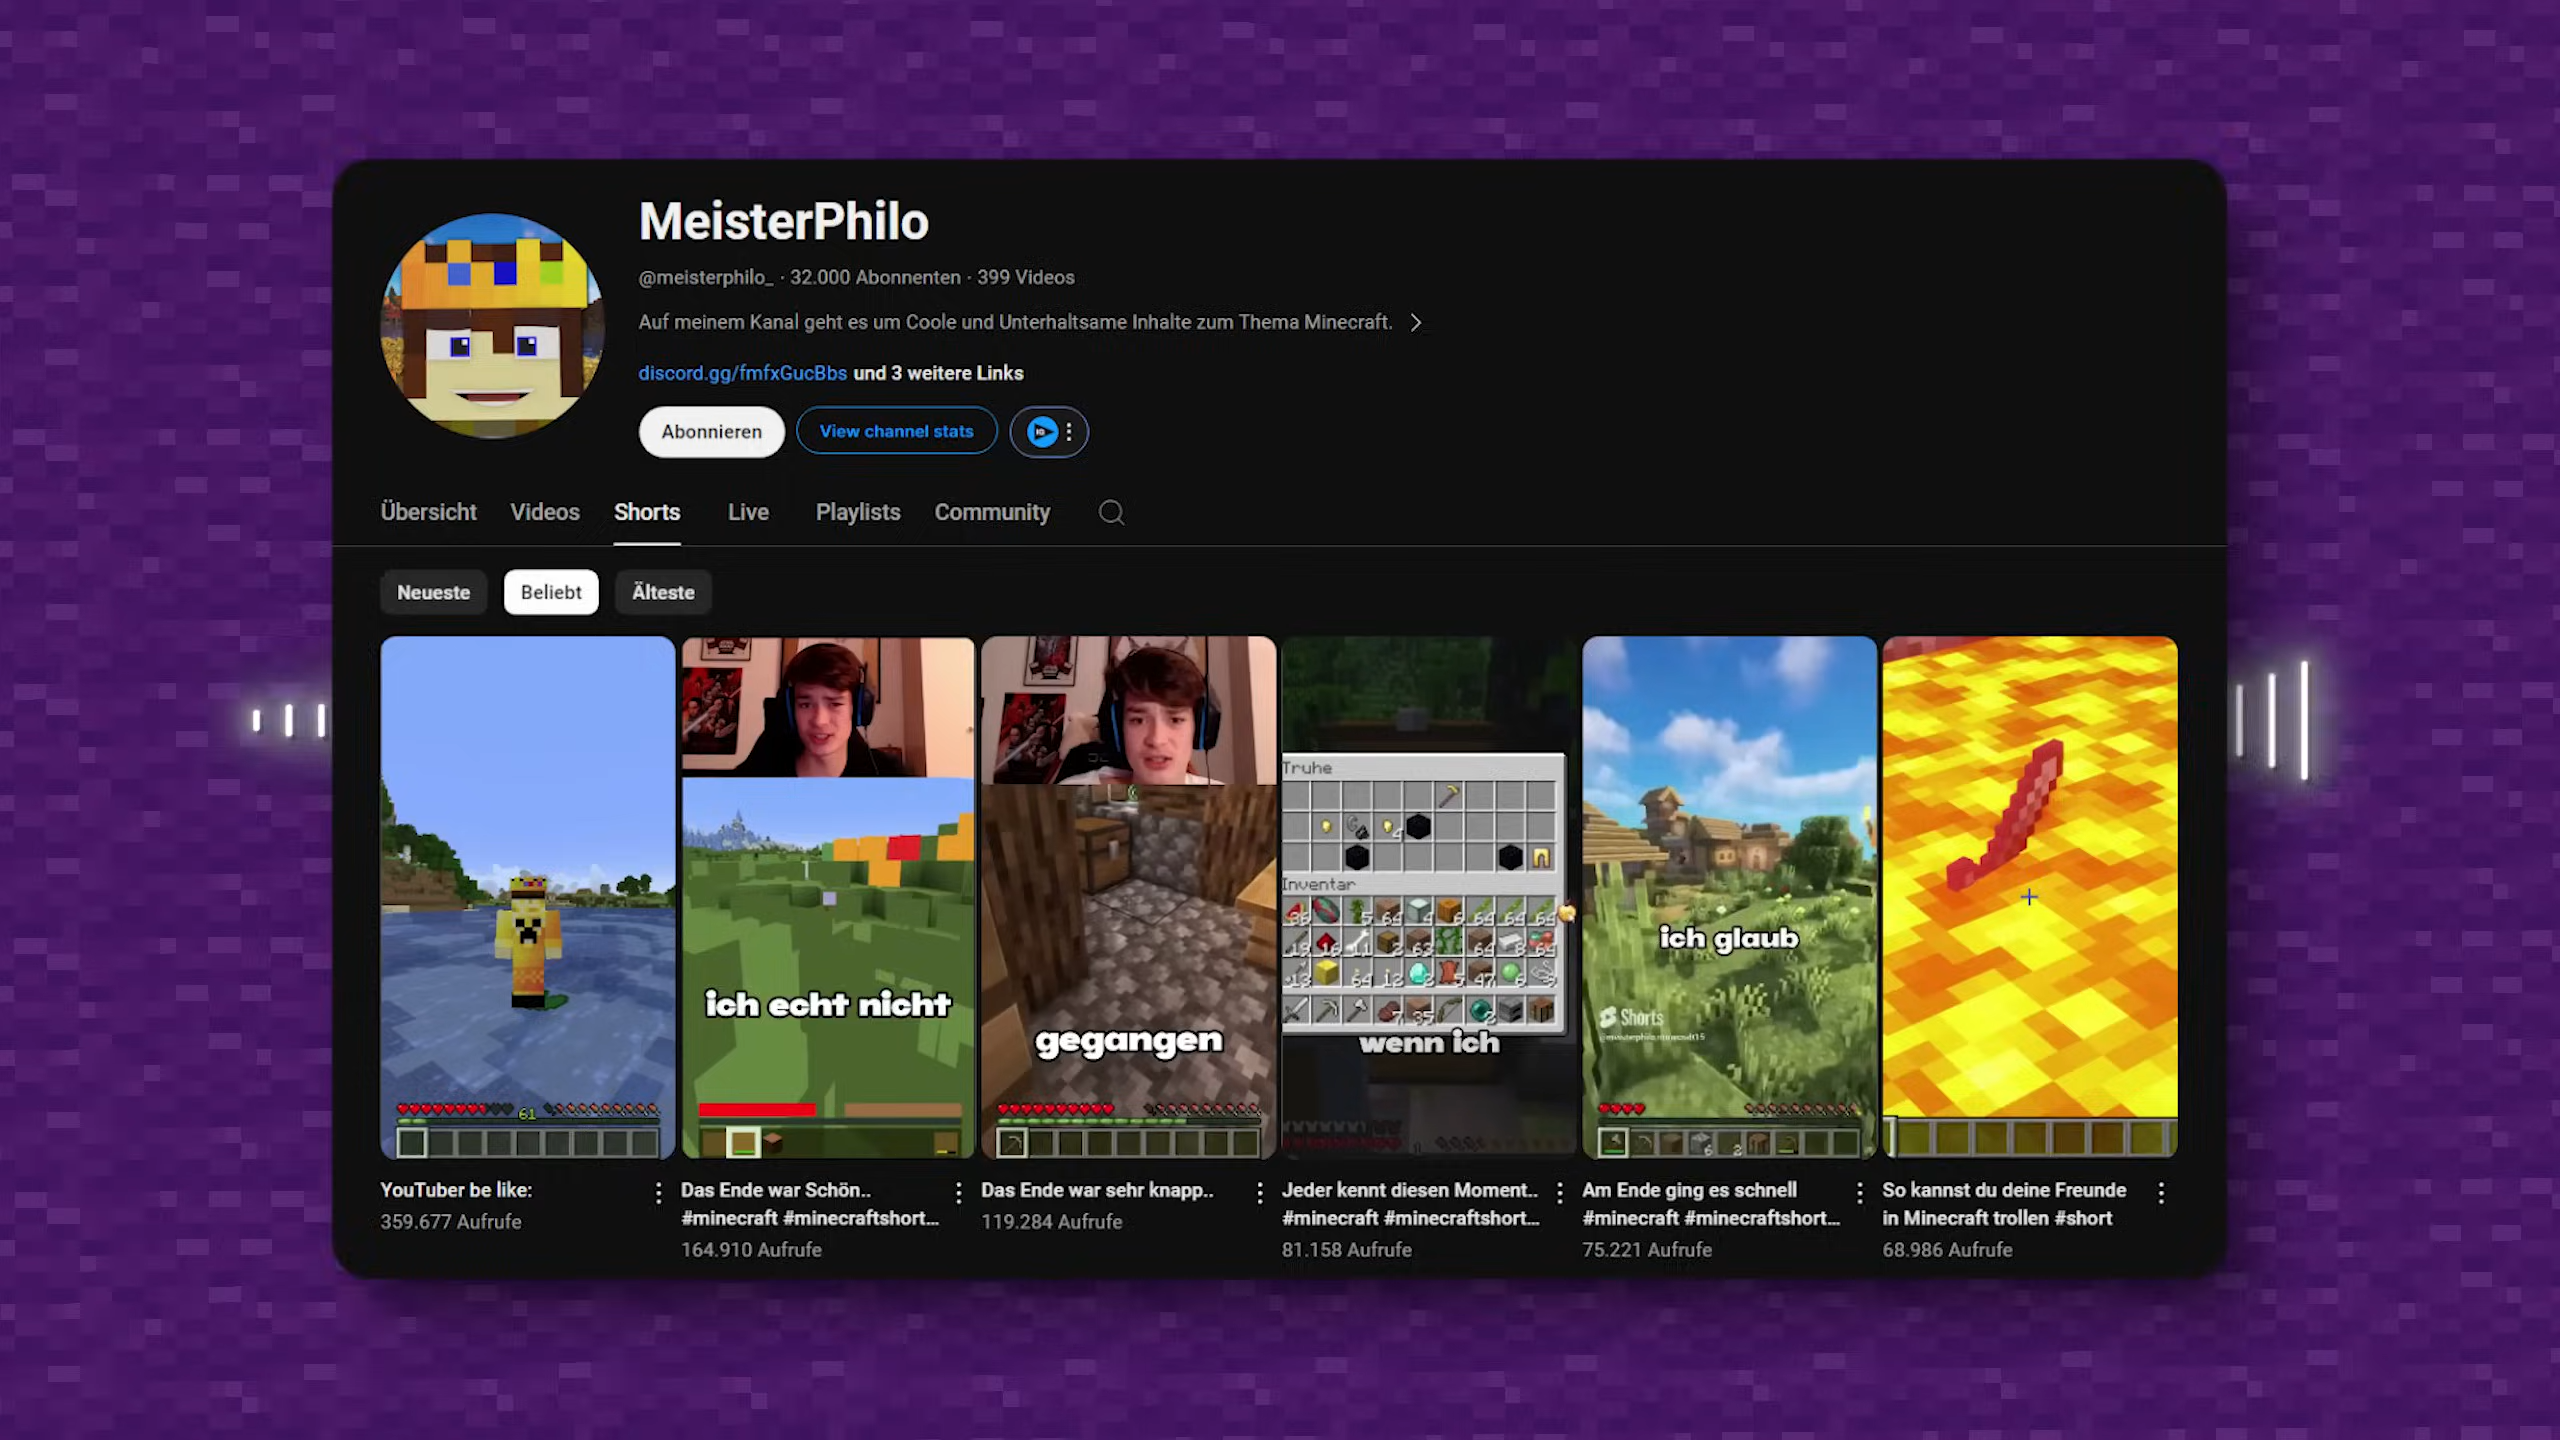 MeisterPhilo
@meisterphilo_ · 32.000 Abonnenten · 399 Videos
Auf meinem Kanal geht es um Coole und Unterhaltsame Inhalte zum Thema Minecraft.
discord.gg/fmfxGucBbs und 3 weitere Links
Abonnieren
View channel stats
Übersicht Videos Shorts Live Playlists Community
Neueste Beliebt Älteste
61
ich echt nicht
gegangen
Truhe
Inventar
wenn ich
ich glaub
Shorts
YouTuber be like:
359.677 Aufrufe
Das Ende war Schön..
#minecraft #minecraftshort...
164.910 Aufrufe
Das Ende war sehr knapp..
119.284 Aufrufe
Jeder kennt diesen Moment..
#minecraft #minecraftshort...
81.158 Aufrufe
Am Ende ging es schnell
#minecraft #minecraftshort...
75.221 Aufrufe
So kannst du deine Freunde
in Minecraft trollen #short
68.986 Aufrufe